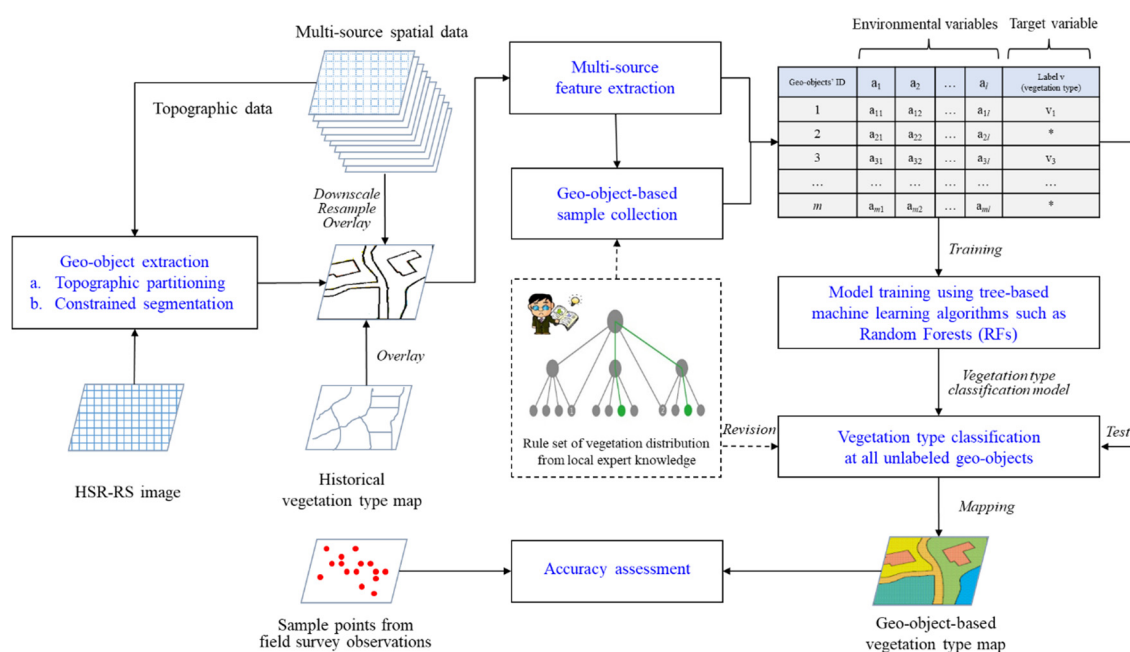 Multi-source spatial data
Topographic data
Downscale
Resample
Overlay
Geo-object extraction
a. Topographic partitioning
b. Constrained segmentation
Overlay
HSR-RS image
Historical
vegetation type map
Multi-source
feature extraction
Geo-object-based
sample collection
Rule set of vegetation distribution
from local expert knowledge
Revision
Environmental variables Target variable
Geo-objects' ID a1 a2 … al Label v
(vegetation type)
1 a11 a12 … a1l v1
2 a21 a22 … a2l *
3 a31 a32 … a3l v3
… … … … … …
m am1 am2 … aml *
Training
Model training using tree-based
machine learning algorithms such as
Random Forests (RFs)
Vegetation type
classification model
Vegetation type classification
at all unlabeled geo-objects
Test
Mapping
Accuracy assessment
Sample points from
field survey observations
Geo-object-based
vegetation type map